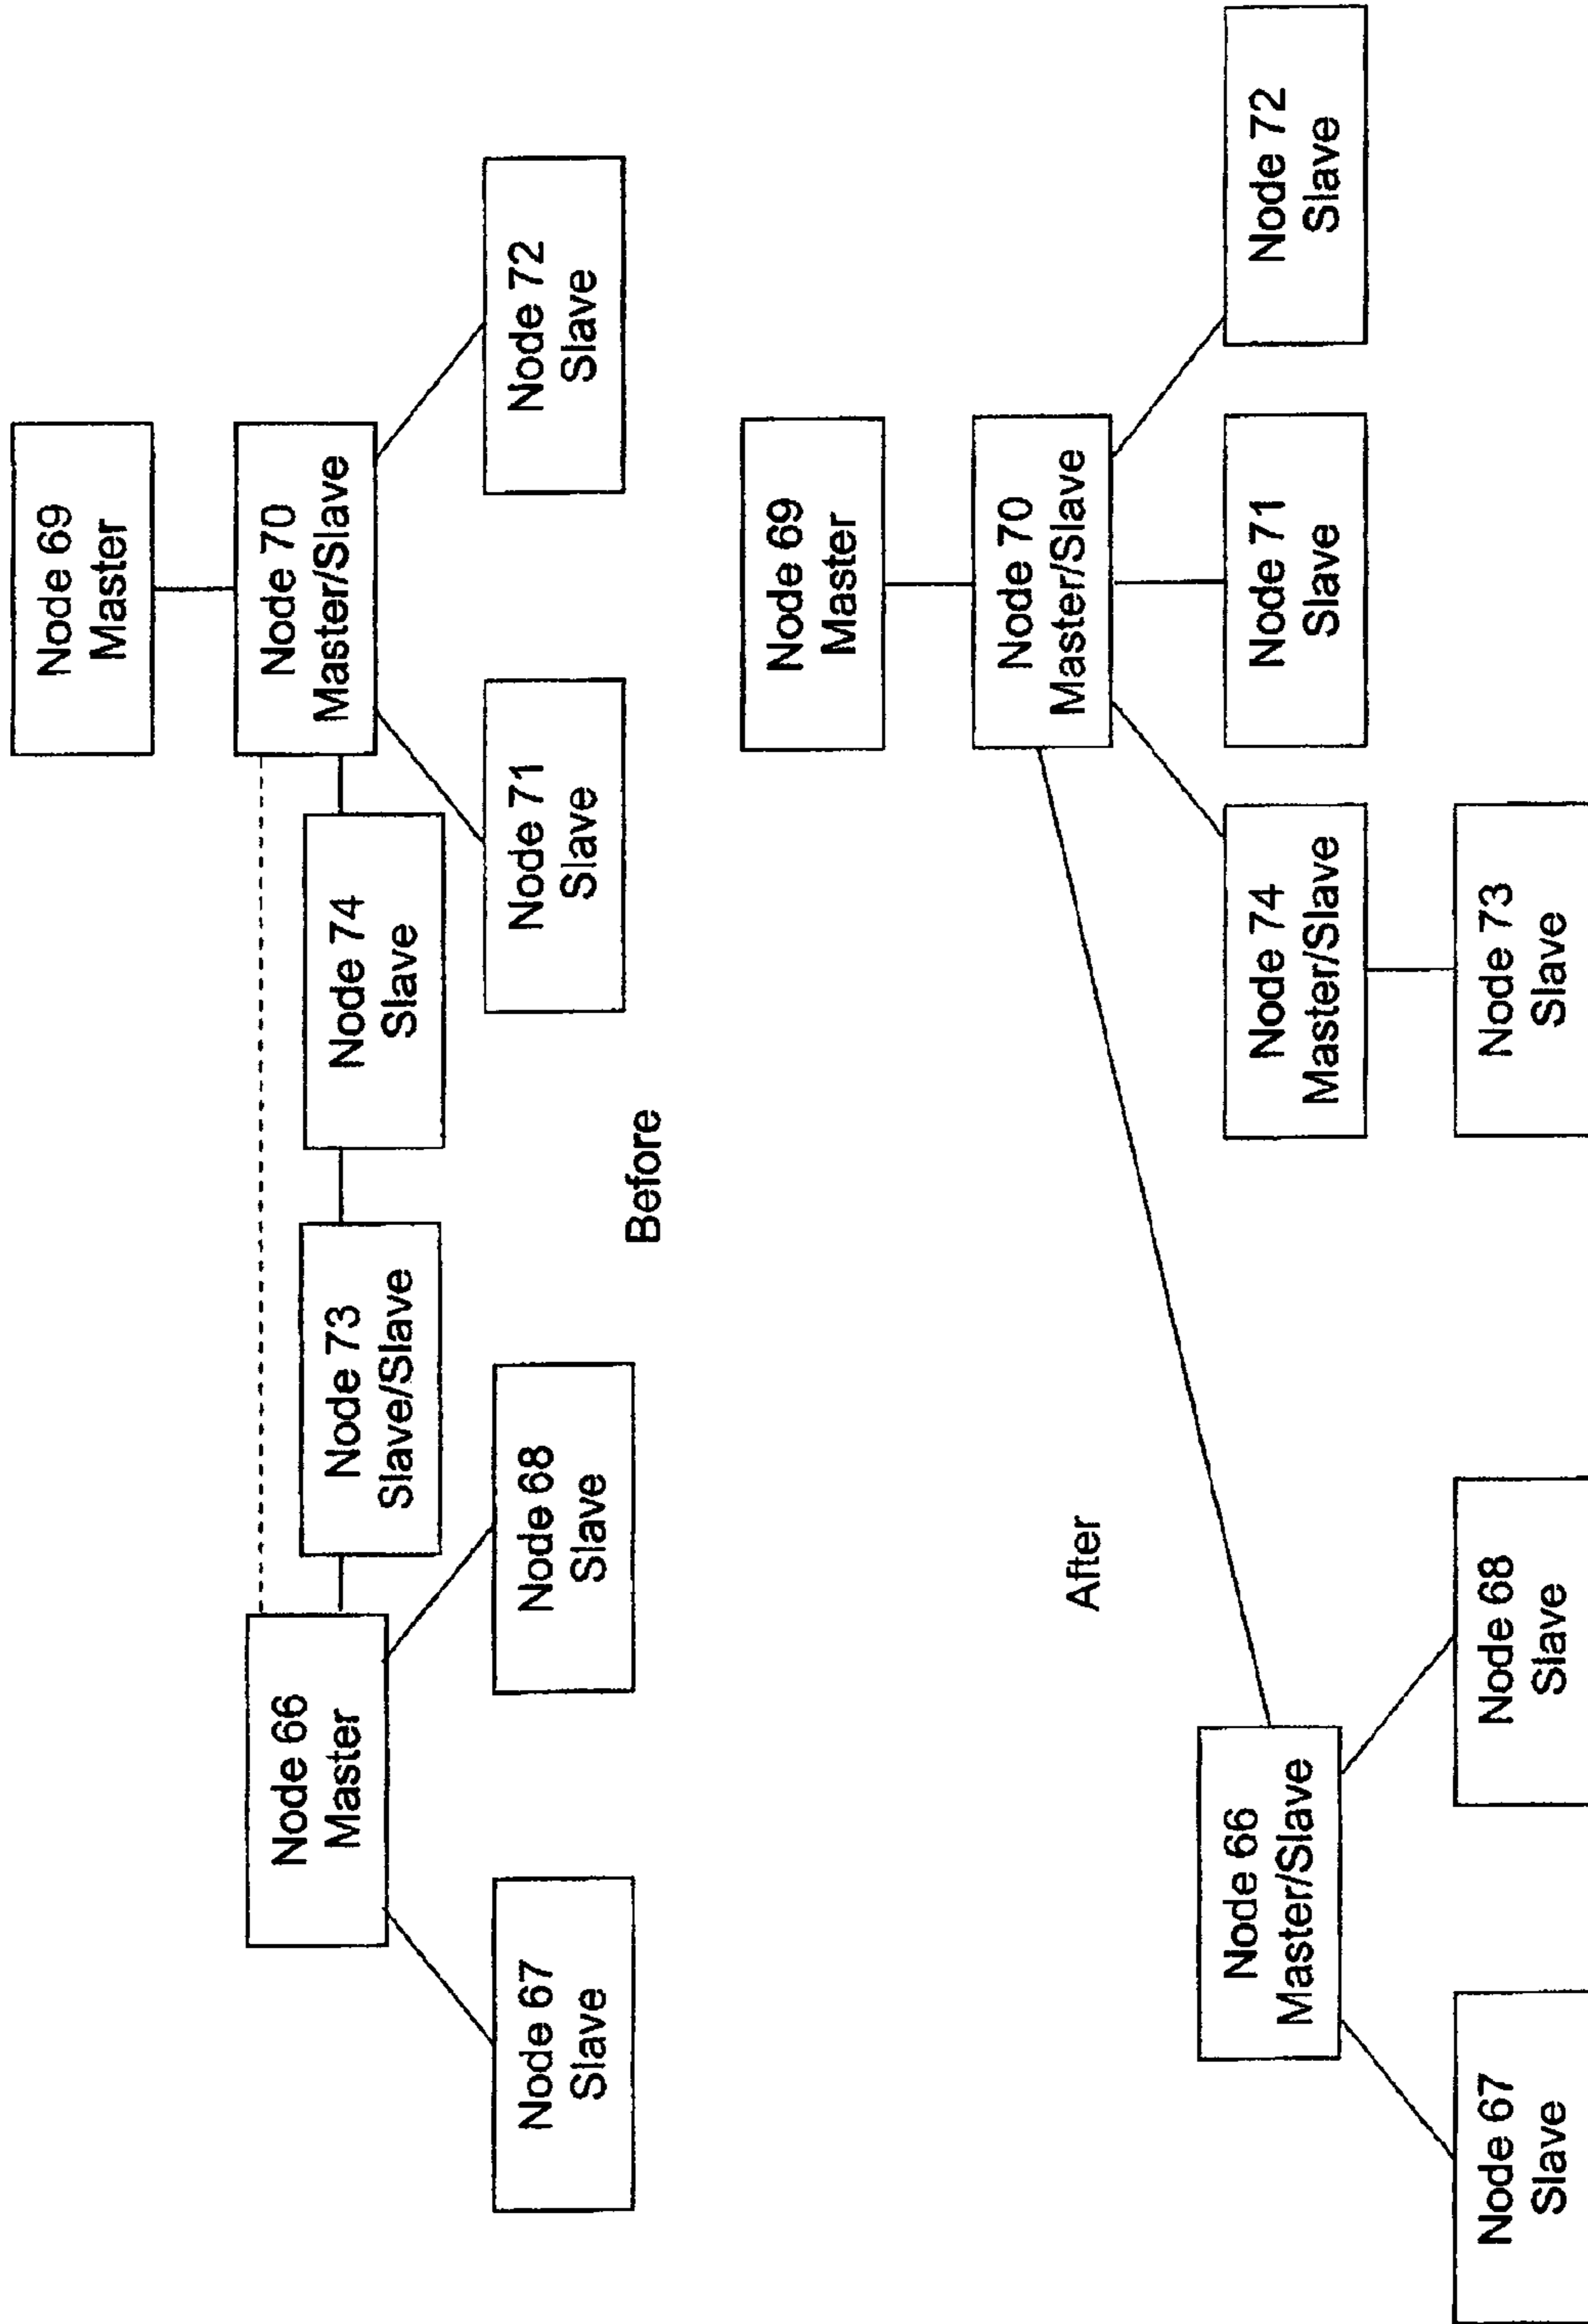 Node 69
Master
Node 66
Master
Node 73
Slave/Slave
Node 74
Slave
Node 70
Master/Slave
Node 67
Slave
Node 68
Slave
Node 71
Slave
Node 72
Slave
Before
Node 69
Master
Node 70
Master/Slave
After
Node 66
Master/Slave
Node 74
Master/Slave
Node 71
Slave
Node 72
Slave
Node 67
Slave
Node 68
Slave
Node 73
Slave